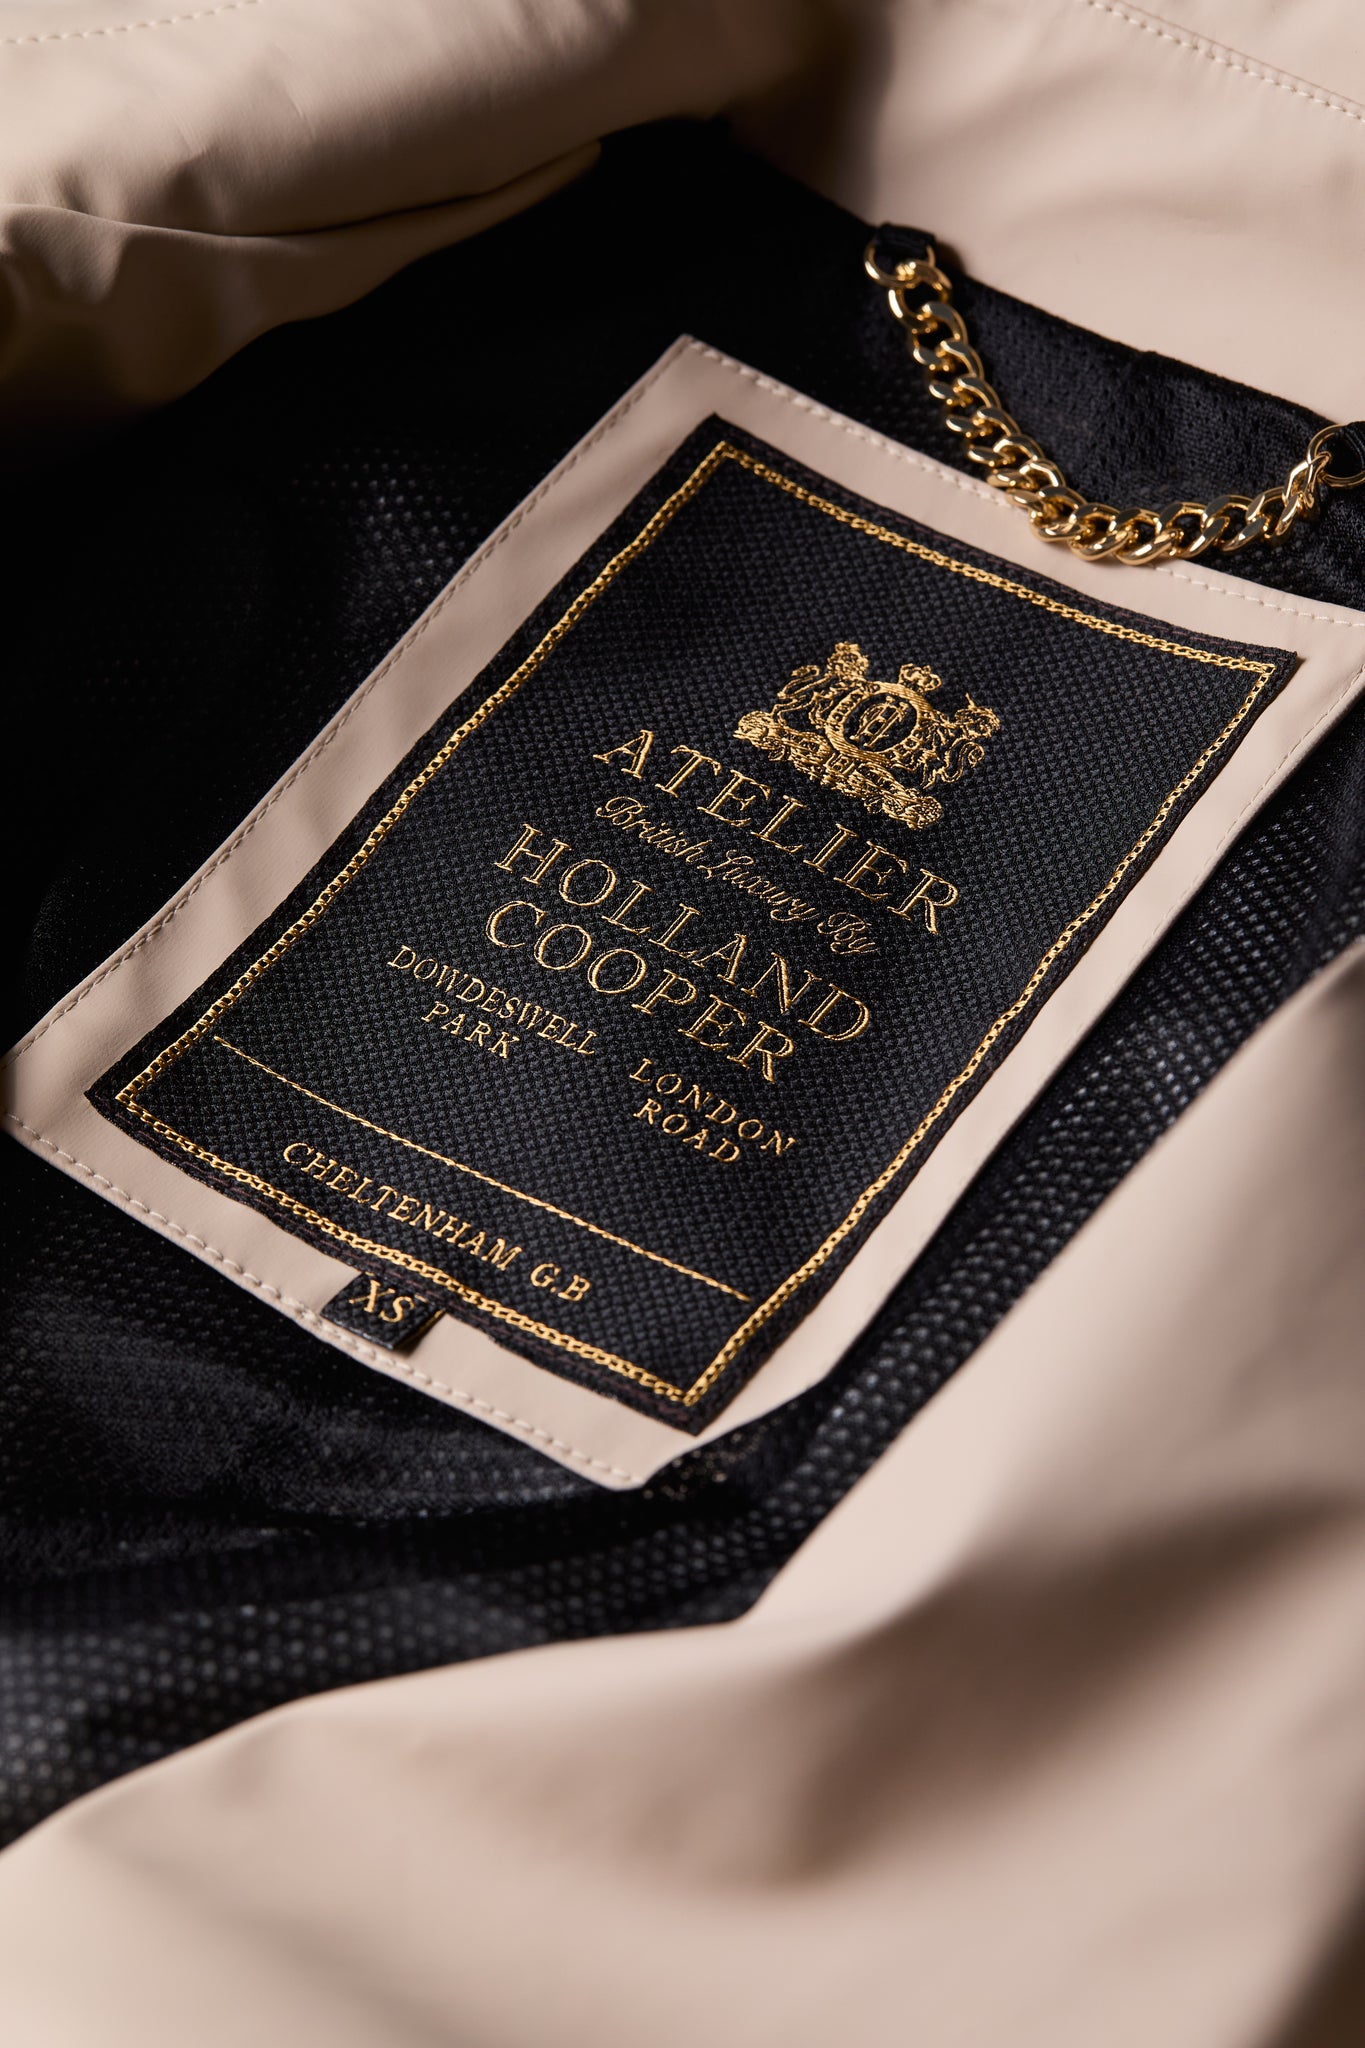 ATELIER
British Luxury By
HOLLAND
COOPER
DOWDESWELL
PARK
LONDON
ROAD
CHELTENHAM G.B
XS